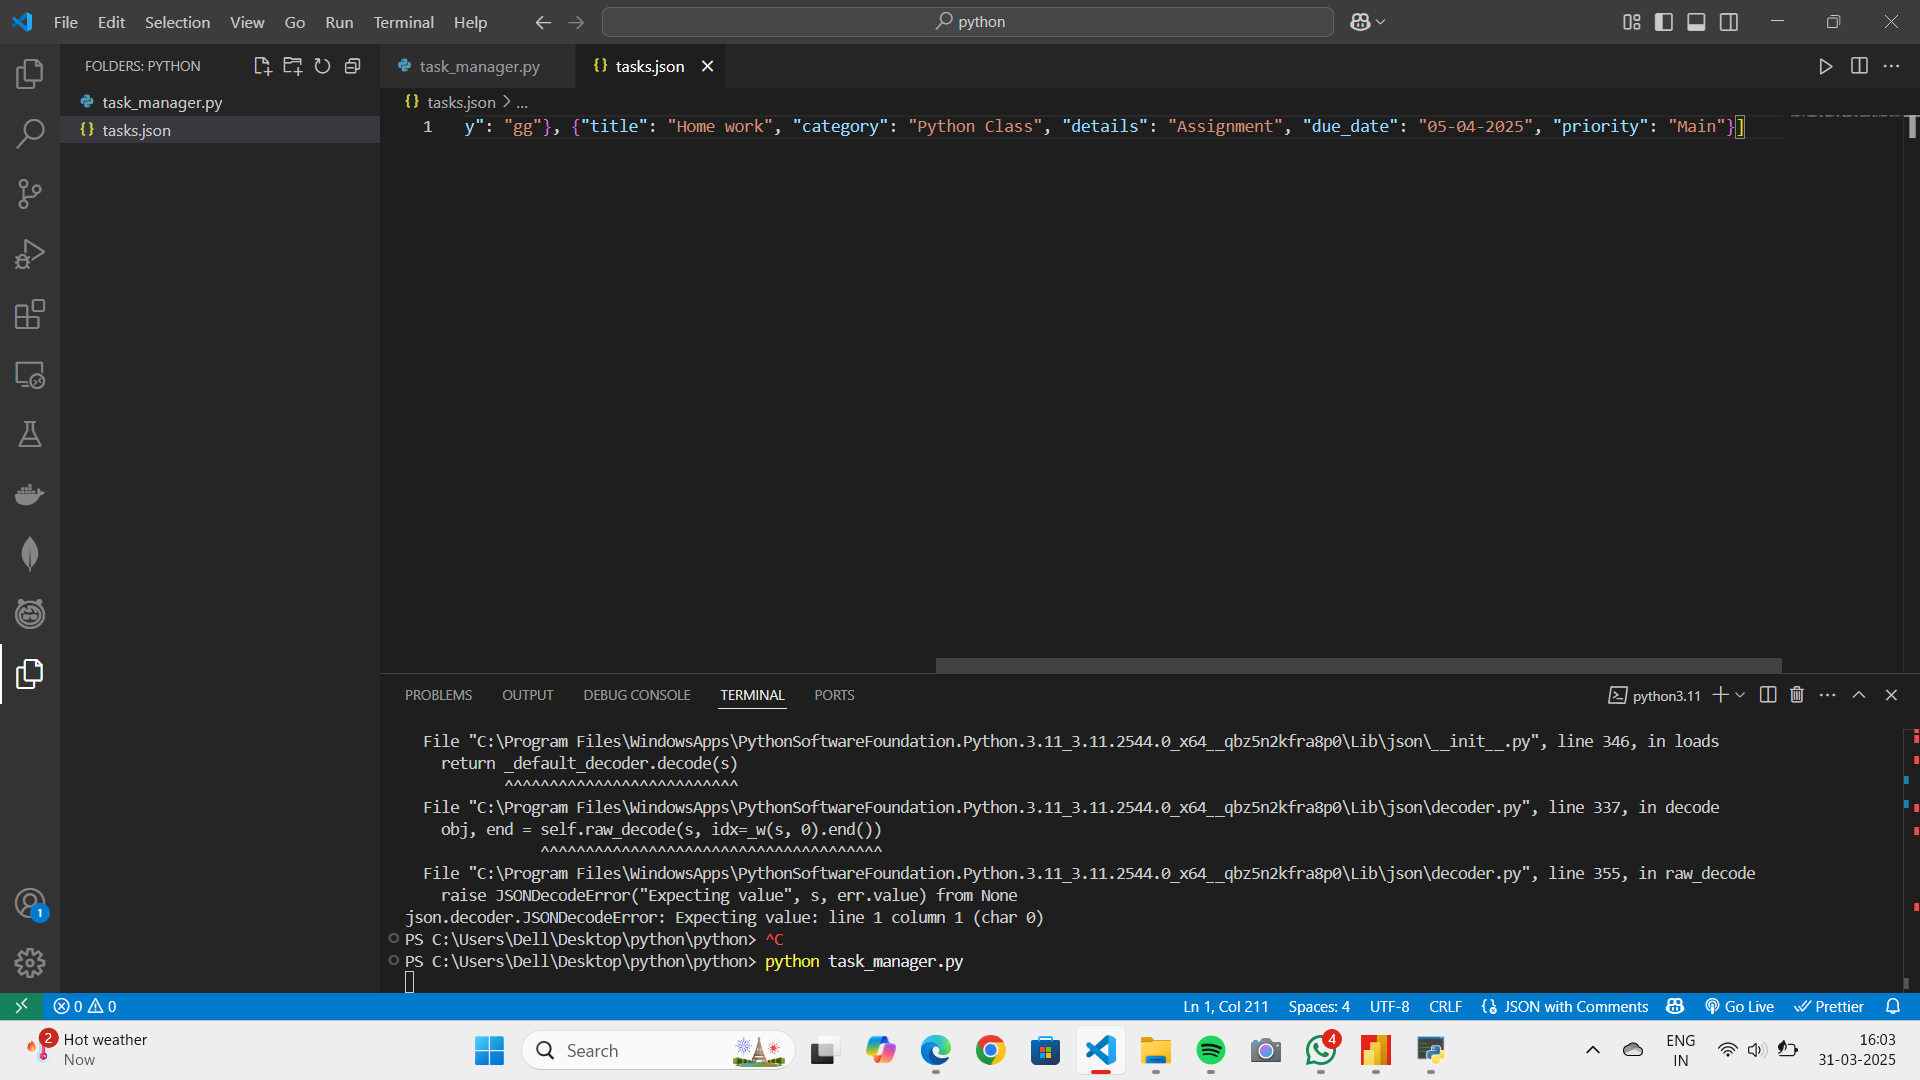 File Edit Selection View Go Run Terminal Help
python
FOLDERS: PYTHON
task_manager.py
tasks.json
task_manager.py
tasks.json
tasks.json > ...
1 y": "gg"}, {"title": "Home work", "category": "Python Class", "details": "Assignment", "due_date": "05-04-2025", "priority": "Main"}]
PROBLEMS OUTPUT DEBUG CONSOLE TERMINAL PORTS
python3.11
File "C:\Program Files\WindowsApps\PythonSoftwareFoundation.Python.3.11_3.11.2544.0_x64__qbz5n2kfra8p0\Lib\json\__init__.py", line 346, in loads
return _default_decoder.decode(s)
^^^^^^^^^^^^^^^^^^^^^^^^^^
File "C:\Program Files\WindowsApps\PythonSoftwareFoundation.Python.3.11_3.11.2544.0_x64__qbz5n2kfra8p0\Lib\json\decoder.py", line 337, in decode
obj, end = self.raw_decode(s, idx=_w(s, 0).end())
^^^^^^^^^^^^^^^^^^^^^^^^^^^^^^^^^^^^^^
File "C:\Program Files\WindowsApps\PythonSoftwareFoundation.Python.3.11_3.11.2544.0_x64__qbz5n2kfra8p0\Lib\json\decoder.py", line 355, in raw_decode
raise JSONDecodeError("Expecting value", s, err.value) from None
json.decoder.JSONDecodeError: Expecting value: line 1 column 1 (char 0)
PS C:\Users\Dell\Desktop\python\python> ^C
PS C:\Users\Dell\Desktop\python\python> python task_manager.py
1
0 0
Ln 1, Col 211 Spaces: 4 UTF-8 CRLF JSON with Comments Go Live Prettier
2
Hot weather
Now
Search
4
ENG
IN
16:03
31-03-2025